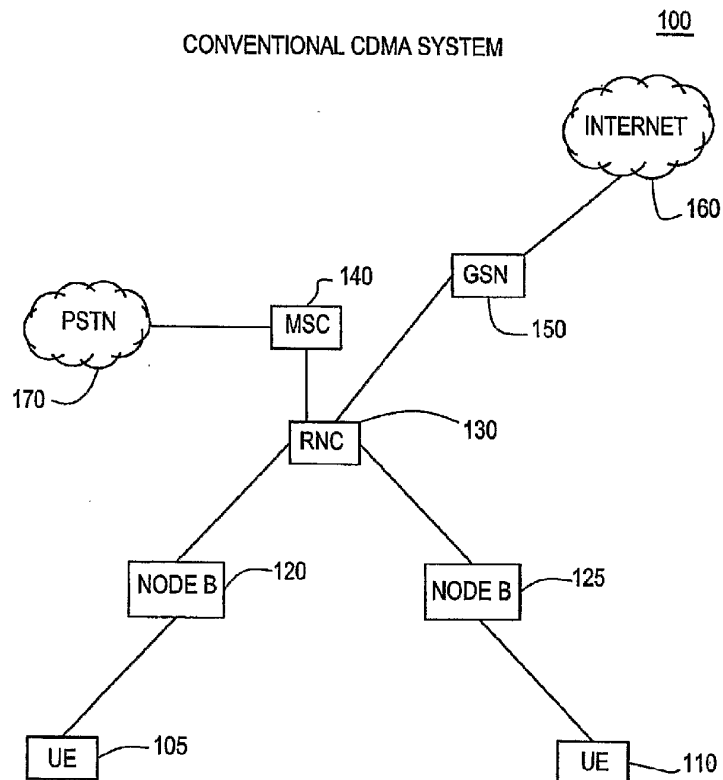 100
CONVENTIONAL CDMA SYSTEM
INTERNET
160
GSN
150
140
MSC
PSTN
170
130
RNC
NODE B
120
NODE B
125
UE
105
UE
110